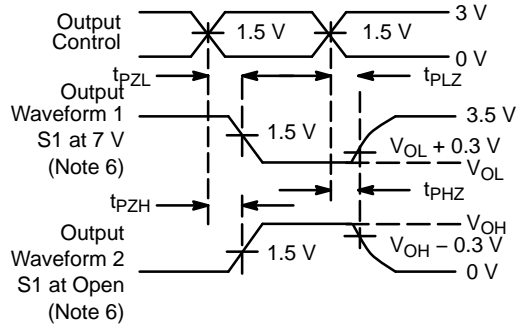 Output
Control
1.5 V
1.5 V
3 V
0 V
tPZL
tPLZ
Output
Waveform 1
S1 at 7 V
(Note 6)
1.5 V
3.5 V
VOL + 0.3 V
VOL
tPZH
tPHZ
Output
Waveform 2
S1 at Open
(Note 6)
1.5 V
VOH
VOH – 0.3 V
0 V